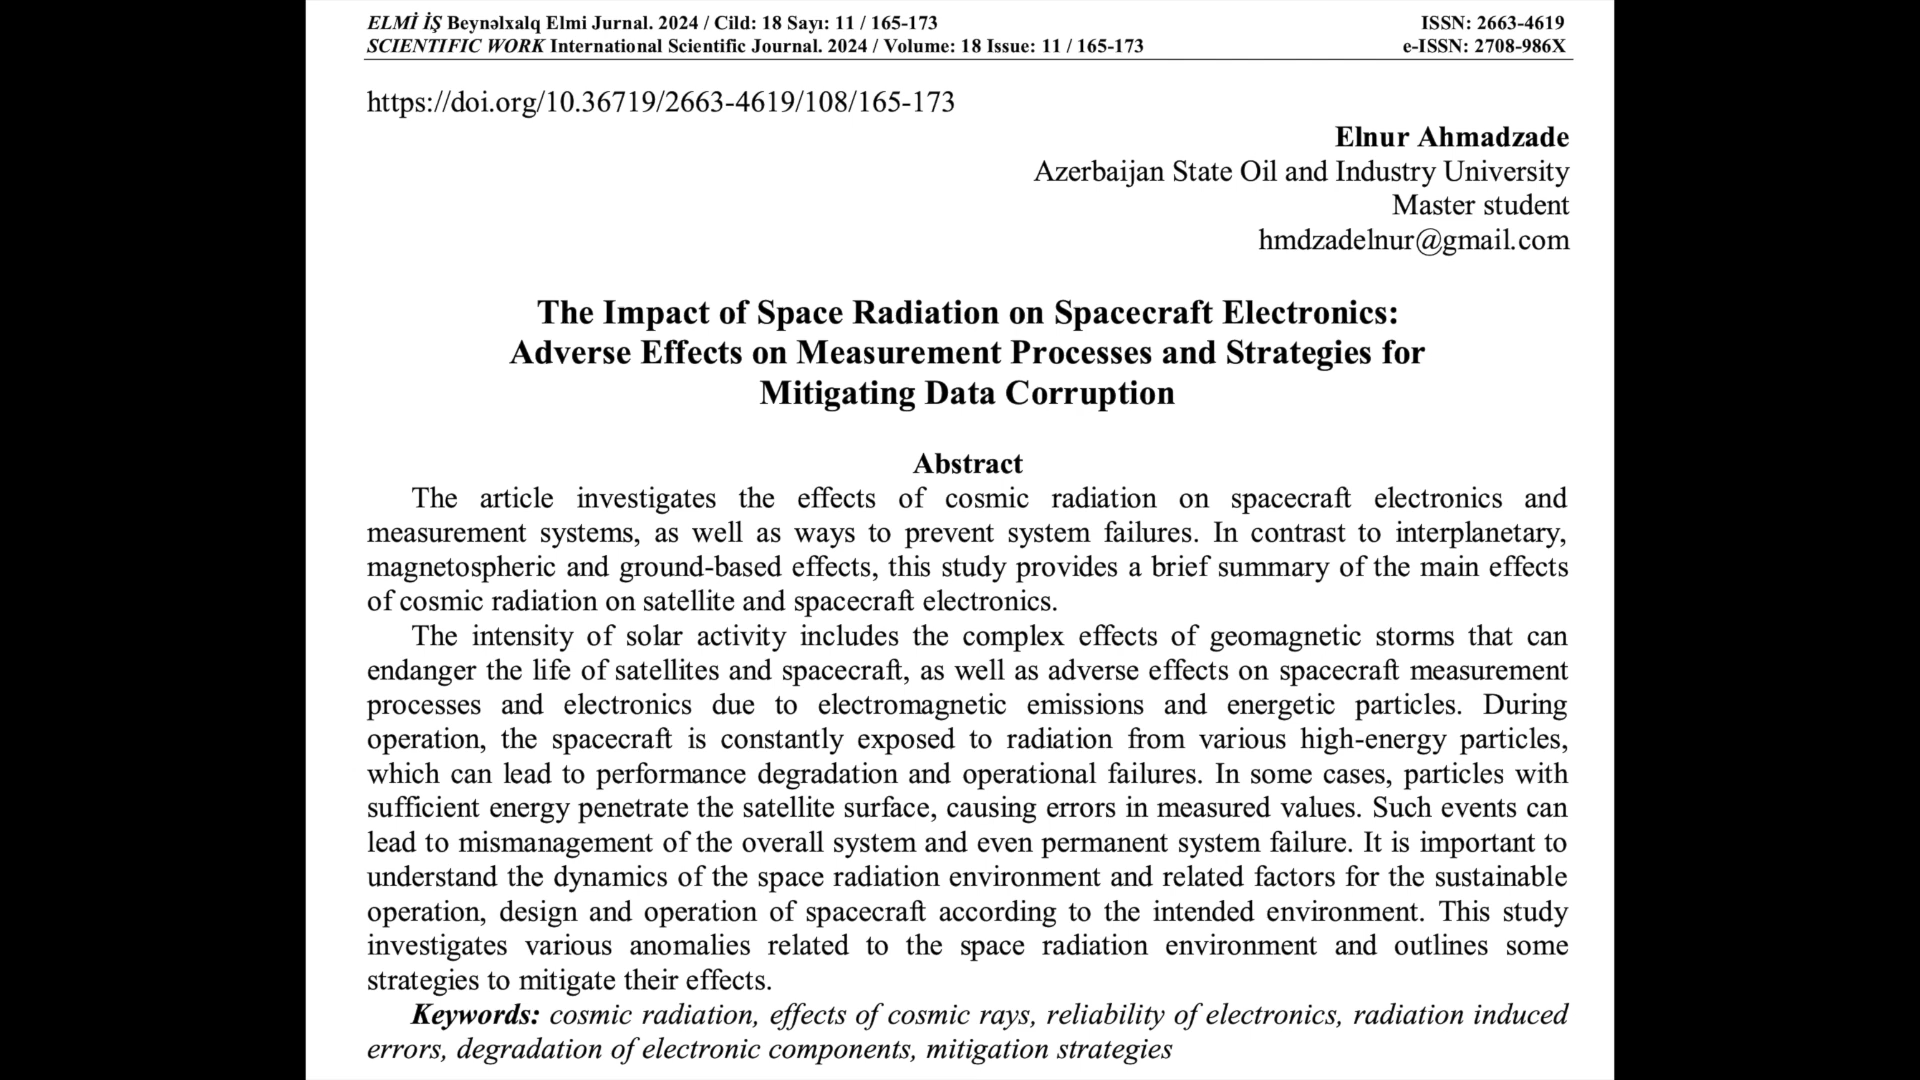 ELMİ İŞ Beynəlxalq Elmi Jurnal. 2024 / Cild: 18 Sayı: 11 / 165-173 ISSN: 2663-4619
SCIENTIFIC WORK International Scientific Journal. 2024 / Volume: 18 Issue: 11 / 165-173 e-ISSN: 2708-986X
https://doi.org/10.36719/2663-4619/108/165-173
Elnur Ahmadzade
Azerbaijan State Oil and Industry University
Master student
hmdzadelnur@gmail.com
The Impact of Space Radiation on Spacecraft Electronics:
Adverse Effects on Measurement Processes and Strategies for
Mitigating Data Corruption
Abstract
The article investigates the effects of cosmic radiation on spacecraft electronics and
measurement systems, as well as ways to prevent system failures. In contrast to interplanetary,
magnetospheric and ground-based effects, this study provides a brief summary of the main effects
of cosmic radiation on satellite and spacecraft electronics.
The intensity of solar activity includes the complex effects of geomagnetic storms that can
endanger the life of satellites and spacecraft, as well as adverse effects on spacecraft measurement
processes and electronics due to electromagnetic emissions and energetic particles. During
operation, the spacecraft is constantly exposed to radiation from various high-energy particles,
which can lead to performance degradation and operational failures. In some cases, particles with
sufficient energy penetrate the satellite surface, causing errors in measured values. Such events can
lead to mismanagement of the overall system and even permanent system failure. It is important to
understand the dynamics of the space radiation environment and related factors for the sustainable
operation, design and operation of spacecraft according to the intended environment. This study
investigates various anomalies related to the space radiation environment and outlines some
strategies to mitigate their effects.
Keywords: cosmic radiation, effects of cosmic rays, reliability of electronics, radiation induced
errors, degradation of electronic components, mitigation strategies